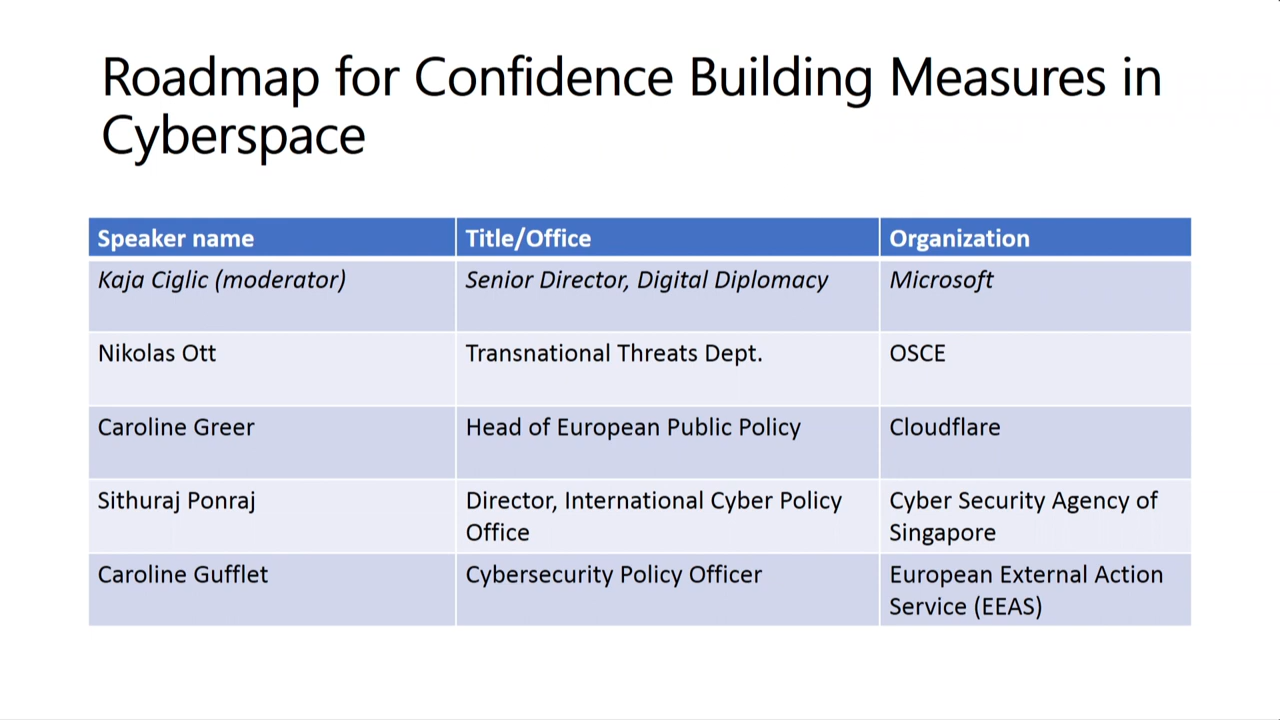 Roadmap for Confidence Building Measures in
Cyberspace
Speaker name Title/Office Organization
Kaja Ciglic (moderator) Senior Director, Digital Diplomacy Microsoft
Nikolas Ott Transnational Threats Dept. OSCE
Caroline Greer Head of European Public Policy Cloudflare
Sithuraj Ponraj Director, International Cyber Policy Cyber Security Agency of
Office Singapore
Caroline Gufflet Cybersecurity Policy Officer European External Action
Service (EEAS)